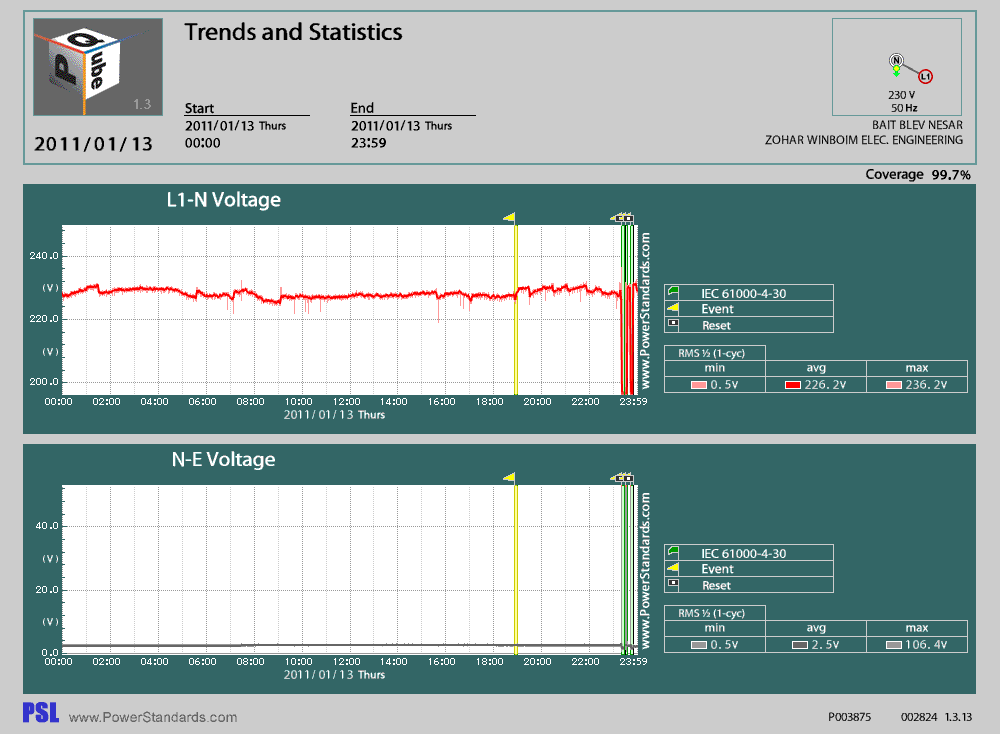 PQube
1.3
2011/01/13
Trends and Statistics
Start
2011/01/13 Thurs
00:00
End
2011/01/13 Thurs
23:59
N
L1
230 V
50 Hz
BAIT BLEV NESAR
ZOHAR WINBOIM ELEC. ENGINEERING
Coverage 99.7%
L1-N Voltage
240.0
(V)
220.0
(V)
200.0
00:00 02:00 04:00 06:00 08:00 10:00 12:00 14:00 16:00 18:00 20:00 22:00 23:59
2011/01/13 Thurs
www.PowerStandards.com
IEC 61000-4-30
Event
Reset
RMS ½ (1-cyc)
min avg max
0.5V 226.2V 236.2V
N-E Voltage
40.0
(V)
20.0
(V)
0.0
00:00 02:00 04:00 06:00 08:00 10:00 12:00 14:00 16:00 18:00 20:00 22:00 23:59
2011/01/13 Thurs
www.PowerStandards.com
IEC 61000-4-30
Event
Reset
RMS ½ (1-cyc)
min avg max
0.5V 2.5V 106.4V
PSL www.PowerStandards.com
P003875 002824 1.3.13